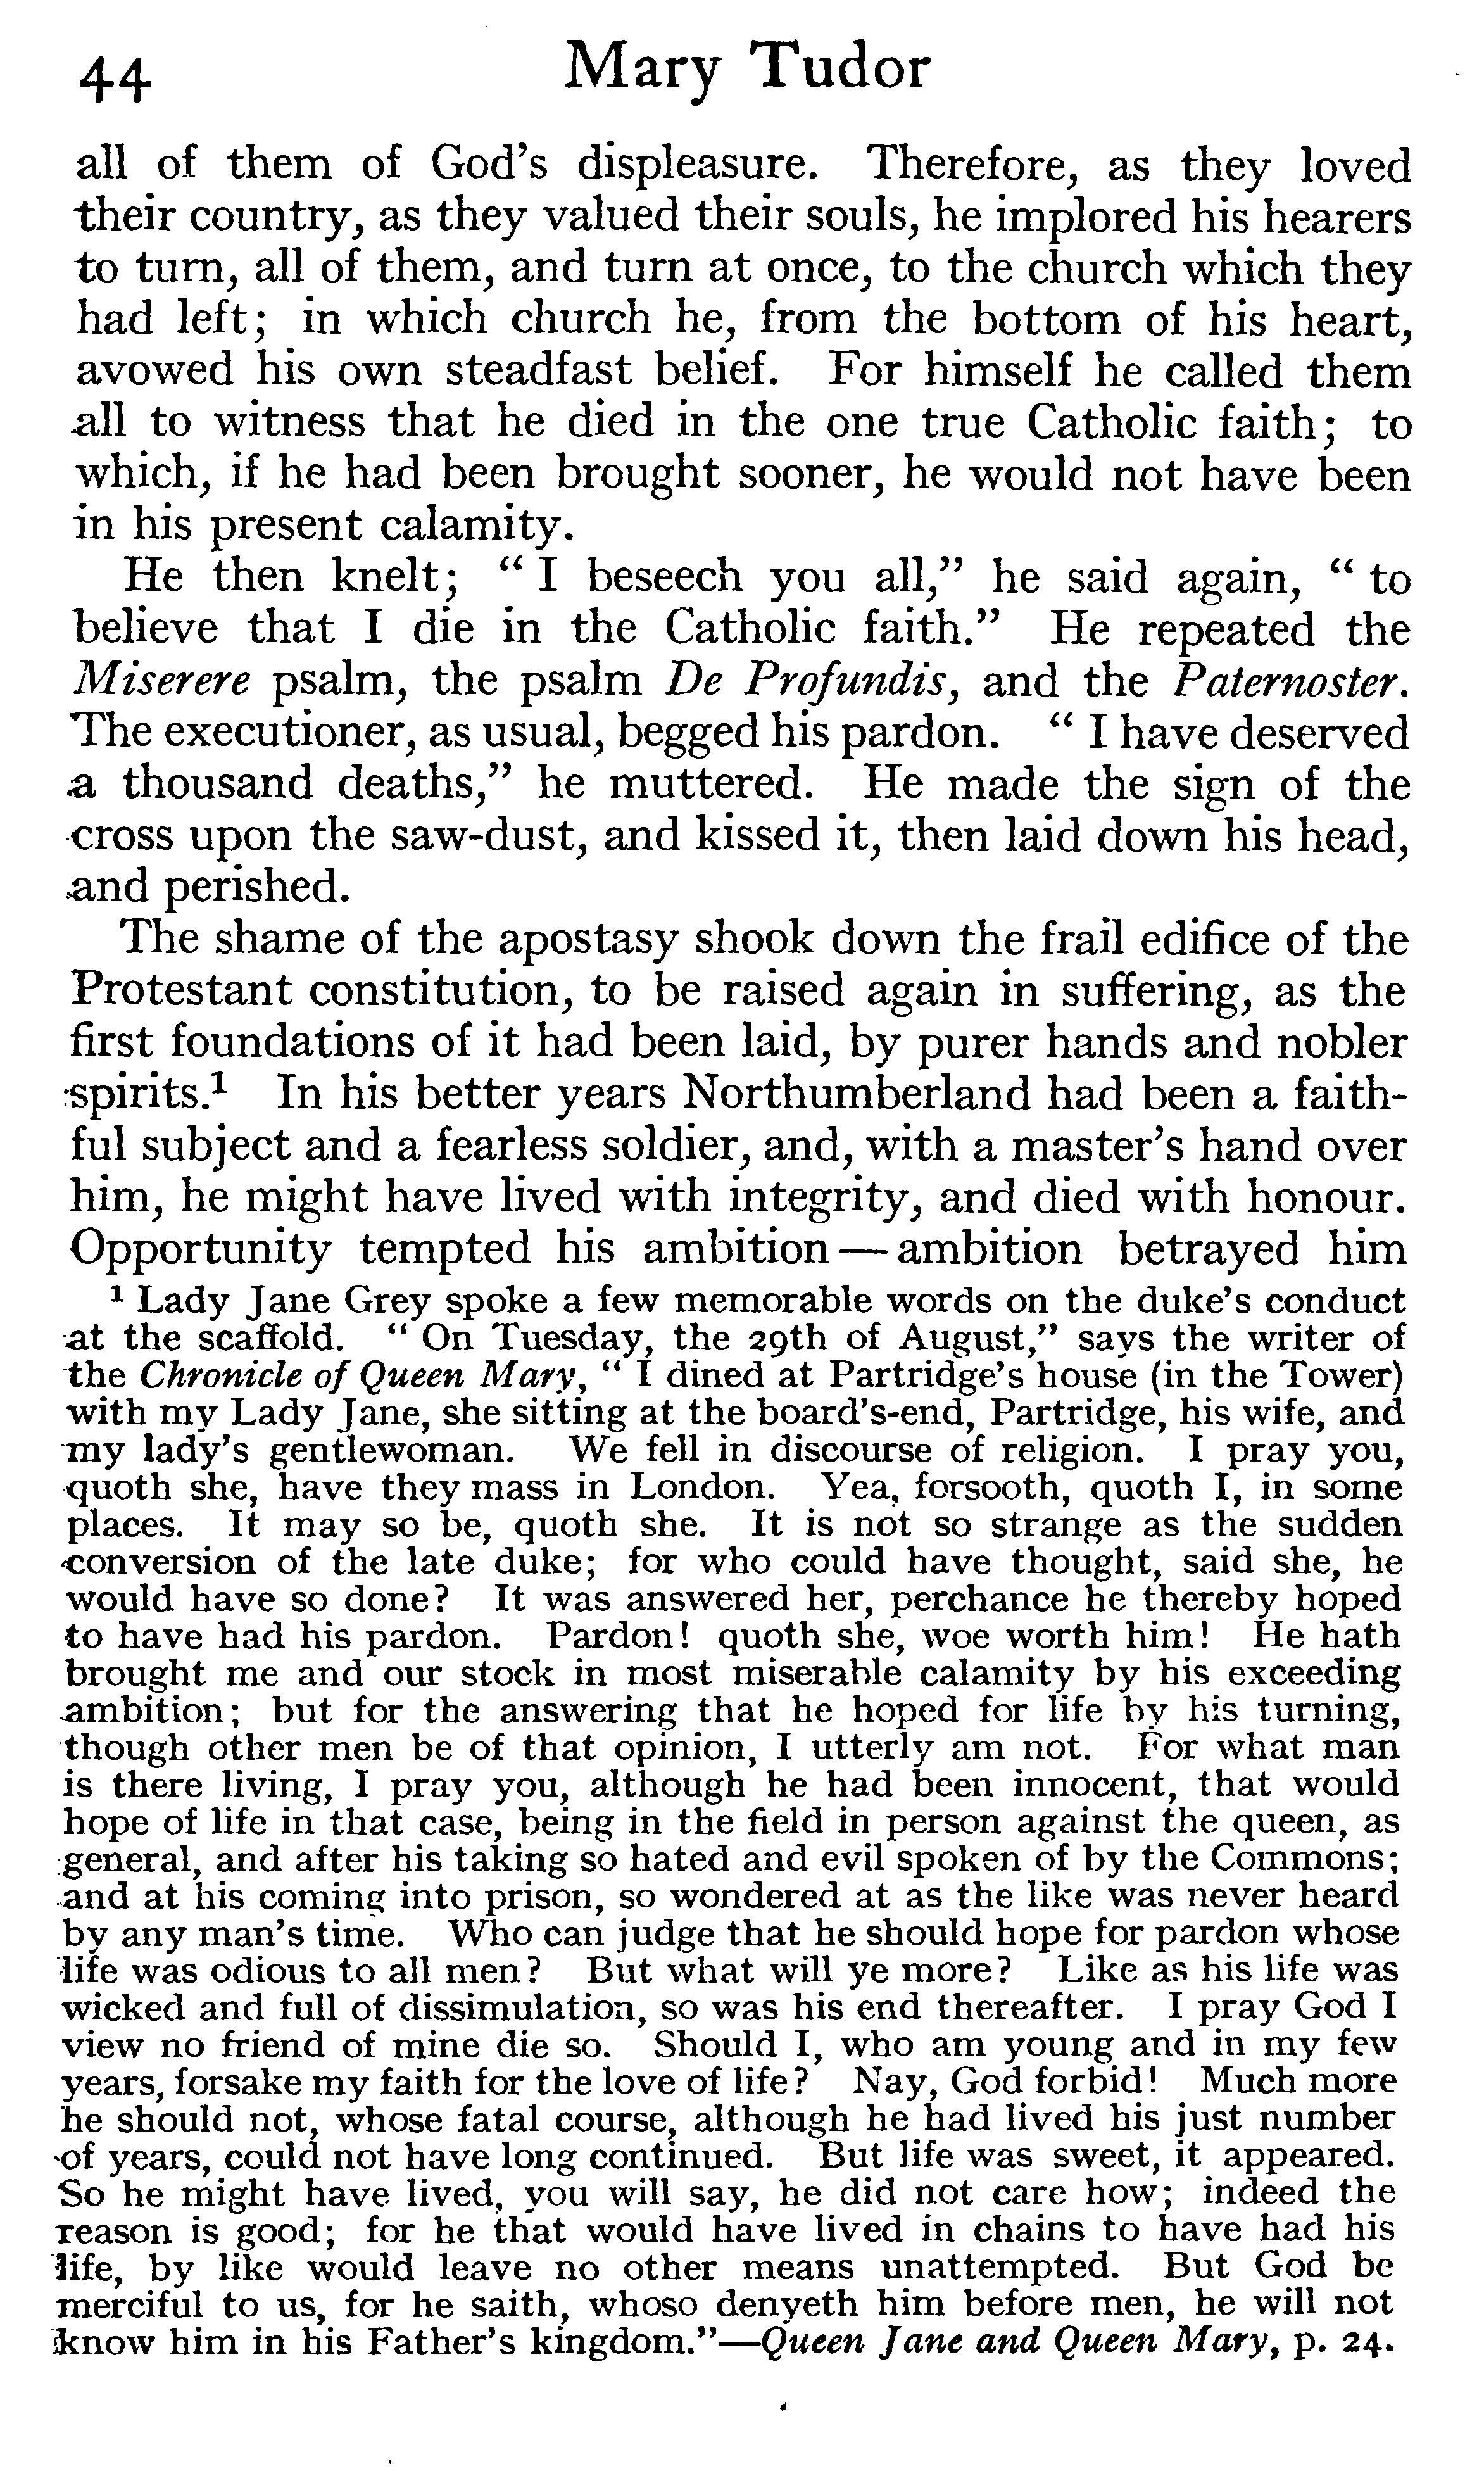 44 Mary Tudor
all of them of God's displeasure. Therefore, as they loved
their country, as they valued their souls, he implored his hearers
to turn, all of them, and turn at once, to the church which they
had left; in which church he, from the bottom of his heart,
avowed his own steadfast belief. For himself he called them
all to witness that he died in the one true Catholic faith; to
which, if he had been brought sooner, he would not have been
in his present calamity.
He then knelt; "I beseech you all," he said again, "to
believe that I die in the Catholic faith." He repeated the
Miserere psalm, the psalm De Profundis, and the Paternoster.
The executioner, as usual, begged his pardon. "I have deserved
a thousand deaths," he muttered. He made the sign of the
cross upon the saw-dust, and kissed it, then laid down his head,
and perished.
The shame of the apostasy shook down the frail edifice of the
Protestant constitution, to be raised again in suffering, as the
first foundations of it had been laid, by purer hands and nobler
spirits.¹ In his better years Northumberland had been a faith-
ful subject and a fearless soldier, and, with a master's hand over
him, he might have lived with integrity, and died with honour.
Opportunity tempted his ambition—ambition betrayed him
¹ Lady Jane Grey spoke a few memorable words on the duke's conduct
at the scaffold. "On Tuesday, the 29th of August," says the writer of
the Chronicle of Queen Mary, "I dined at Partridge's house (in the Tower)
with my Lady Jane, she sitting at the board's-end, Partridge, his wife, and
my lady's gentlewoman. We fell in discourse of religion. I pray you,
quoth she, have they mass in London. Yea, forsooth, quoth I, in some
places. It may so be, quoth she. It is not so strange as the sudden
conversion of the late duke; for who could have thought, said she, he
would have so done? It was answered her, perchance he thereby hoped
to have had his pardon. Pardon! quoth she, woe worth him! He hath
brought me and our stock in most miserable calamity by his exceeding
ambition; but for the answering that he hoped for life by his turning,
though other men be of that opinion, I utterly am not. For what man
is there living, I pray you, although he had been innocent, that would
hope of life in that case, being in the field in person against the queen, as
general, and after his taking so hated and evil spoken of by the Commons;
and at his coming into prison, so wondered at as the like was never heard
by any man's time. Who can judge that he should hope for pardon whose
life was odious to all men? But what will ye more? Like as his life was
wicked and full of dissimulation, so was his end thereafter. I pray God I
view no friend of mine die so. Should I, who am young and in my few
years, forsake my faith for the love of life? Nay, God forbid! Much more
he should not, whose fatal course, although he had lived his just number
of years, could not have long continued. But life was sweet, it appeared.
So he might have lived, you will say, he did not care how; indeed the
reason is good; for he that would have lived in chains to have had his
life, by like would leave no other means unattempted. But God be
merciful to us, for he saith, whoso denyeth him before men, he will not
know him in his Father's kingdom."—Queen Jane and Queen Mary, p. 24.